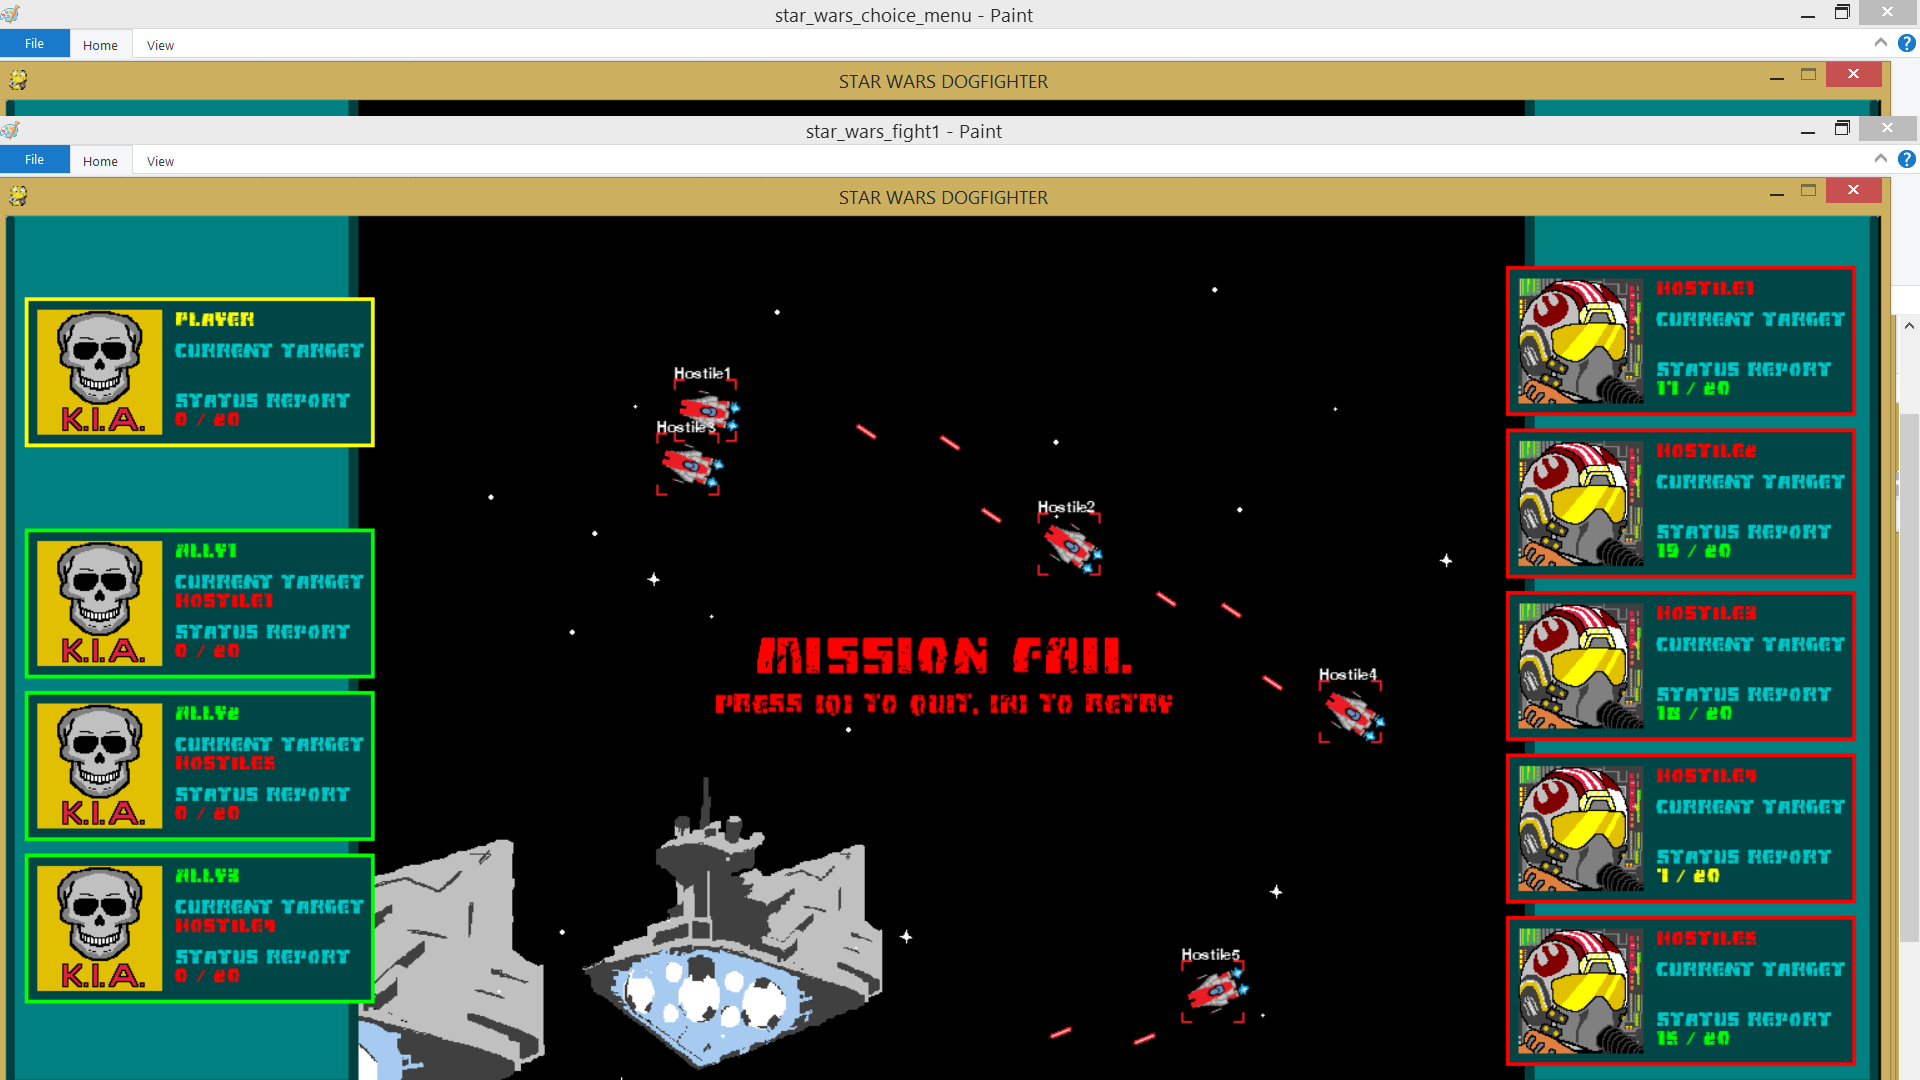 star_wars_choice_menu - Paint
File Home View
STAR WARS DOGFIGHTER
star_wars_fight1 - Paint
File Home View
STAR WARS DOGFIGHTER
PLAYER
CURRENT TARGET
STATUS REPORT
0 / 20
K.I.A.
ALLY1
CURRENT TARGET
HOSTILE1
STATUS REPORT
0 / 20
K.I.A.
ALLY2
CURRENT TARGET
HOSTILE5
STATUS REPORT
0 / 20
K.I.A.
ALLY3
CURRENT TARGET
HOSTILE4
STATUS REPORT
0 / 20
K.I.A.
Hostile1
Hostile3
Hostile2
Hostile4
Hostile5
MISSION FAIL.
PRESS [Q] TO QUIT, [R] TO RETRY
HOSTILE1
CURRENT TARGET
STATUS REPORT
17 / 20
HOSTILE2
CURRENT TARGET
STATUS REPORT
19 / 20
HOSTILE3
CURRENT TARGET
STATUS REPORT
18 / 20
HOSTILE4
CURRENT TARGET
STATUS REPORT
7 / 20
HOSTILE5
CURRENT TARGET
STATUS REPORT
15 / 20